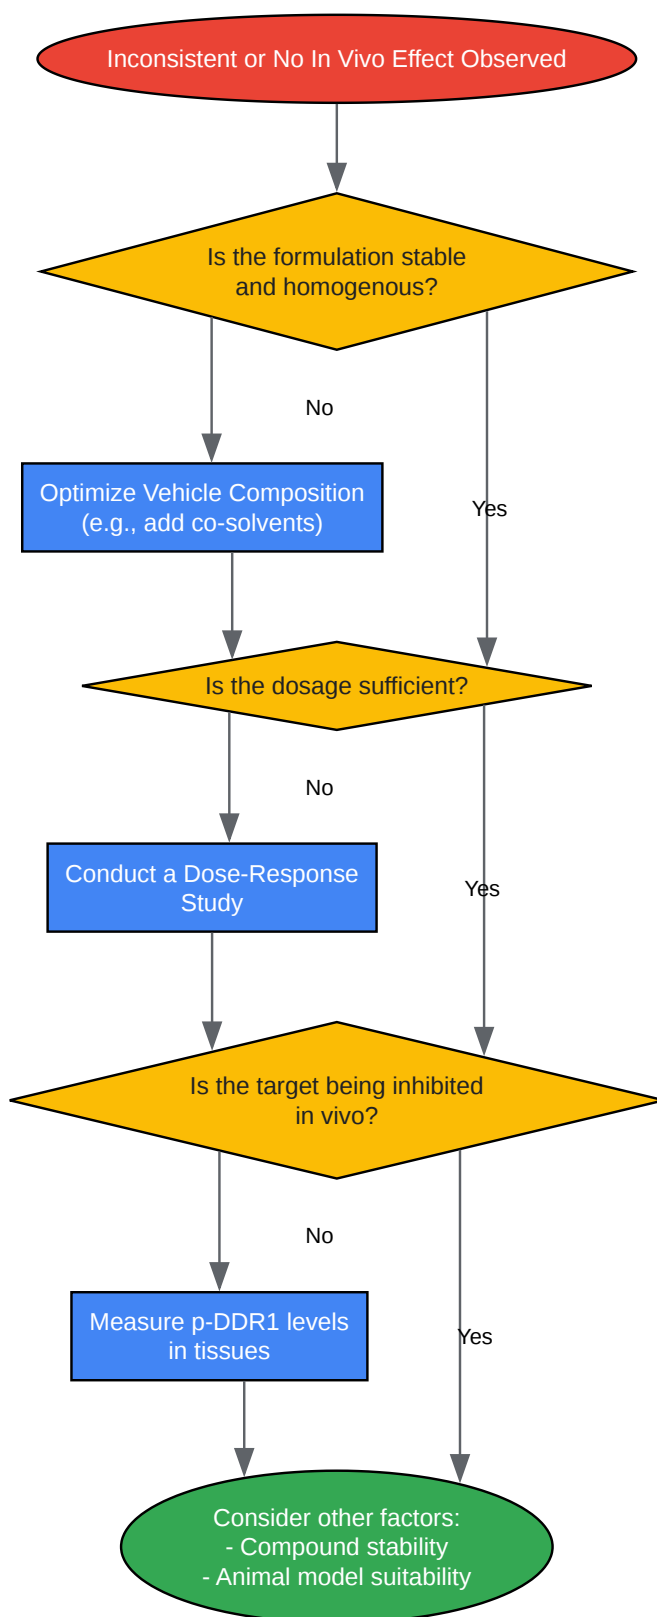 Inconsistent or No In Vivo Effect Observed
Is the formulation stable
and homogenous?
No
Optimize Vehicle Composition
(e.g., add co-solvents)
Yes
Is the dosage sufficient?
No
Conduct a Dose-Response
Study
Yes
Is the target being inhibited
in vivo?
No
Measure p-DDR1 levels
in tissues
Yes
Consider other factors:
- Compound stability
- Animal model suitability